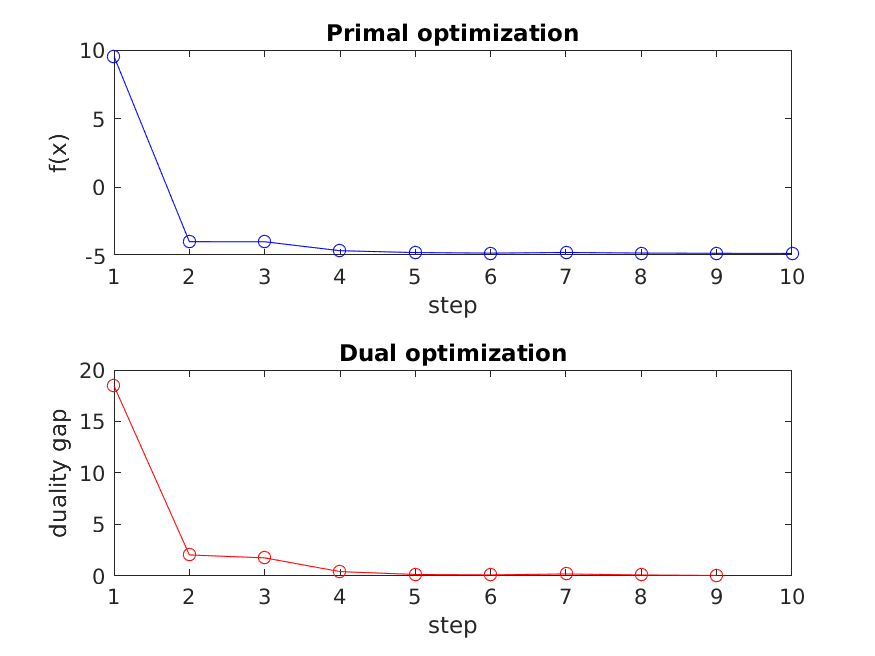 Primal optimization
10
5
0
-5
f(x)
1 2 3 4 5 6 7 8 9 10
step
Dual optimization
20
15
10
5
0
duality gap
1 2 3 4 5 6 7 8 9 10
step